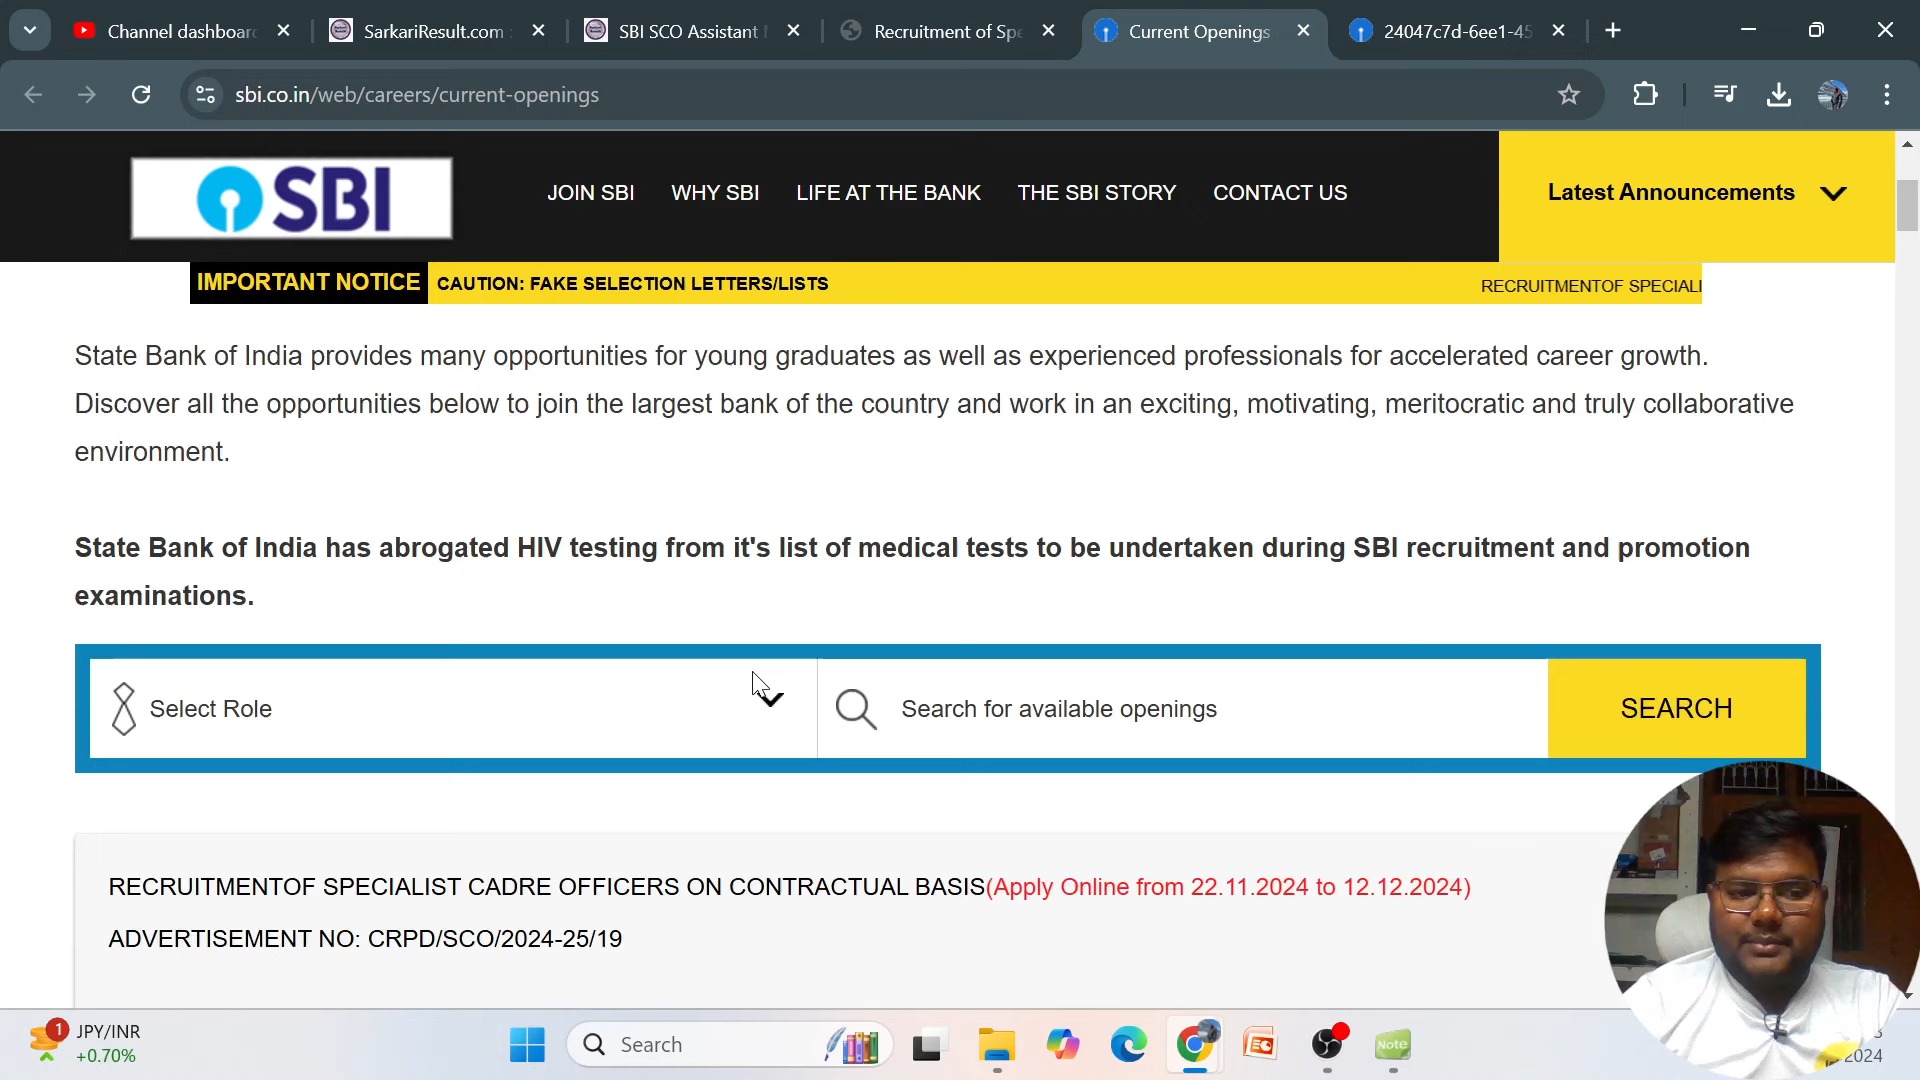 Channel dashboard
SarkariResult.com :
SBI SCO Assistant
Recruitment of Spe
Current Openings
24047c7d-6ee1-45
sbi.co.in/web/careers/current-openings
SBI
JOIN SBI
WHY SBI
LIFE AT THE BANK
THE SBI STORY
CONTACT US
Latest Announcements
IMPORTANT NOTICE
CAUTION: FAKE SELECTION LETTERS/LISTS
RECRUITMENTOF SPECIALI
State Bank of India provides many opportunities for young graduates as well as experienced professionals for accelerated career growth.
Discover all the opportunities below to join the largest bank of the country and work in an exciting, motivating, meritocratic and truly collaborative
environment.
State Bank of India has abrogated HIV testing from it's list of medical tests to be undertaken during SBI recruitment and promotion
examinations.
Select Role
Search for available openings
SEARCH
RECRUITMENTOF SPECIALIST CADRE OFFICERS ON CONTRACTUAL BASIS(Apply Online from 22.11.2024 to 12.12.2024)
ADVERTISEMENT NO: CRPD/SCO/2024-25/19
1
JPY/INR
+0.70%
Search
Note
2024